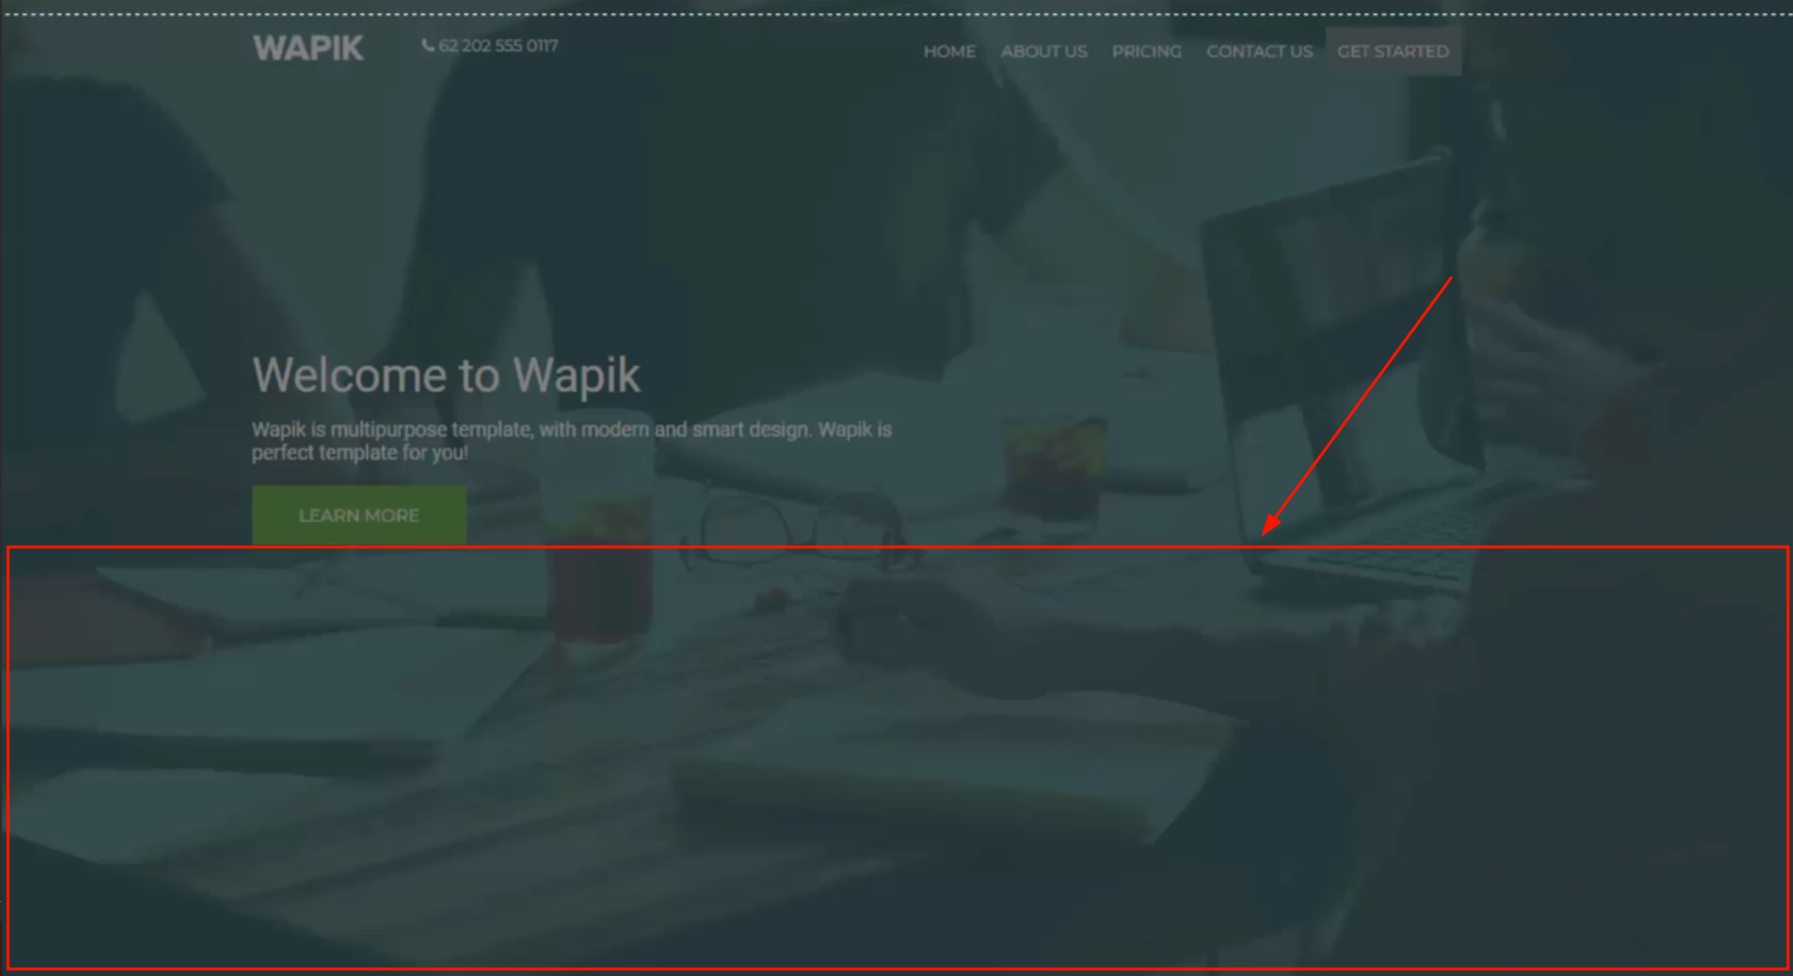 WAPIK
62 202 555 0117
HOME
ABOUT US
PRICING
CONTACT US
GET STARTED
Welcome to Wapik
Wapik is multipurpose template, with modern and smart design. Wapik is
perfect template for you!
LEARN MORE